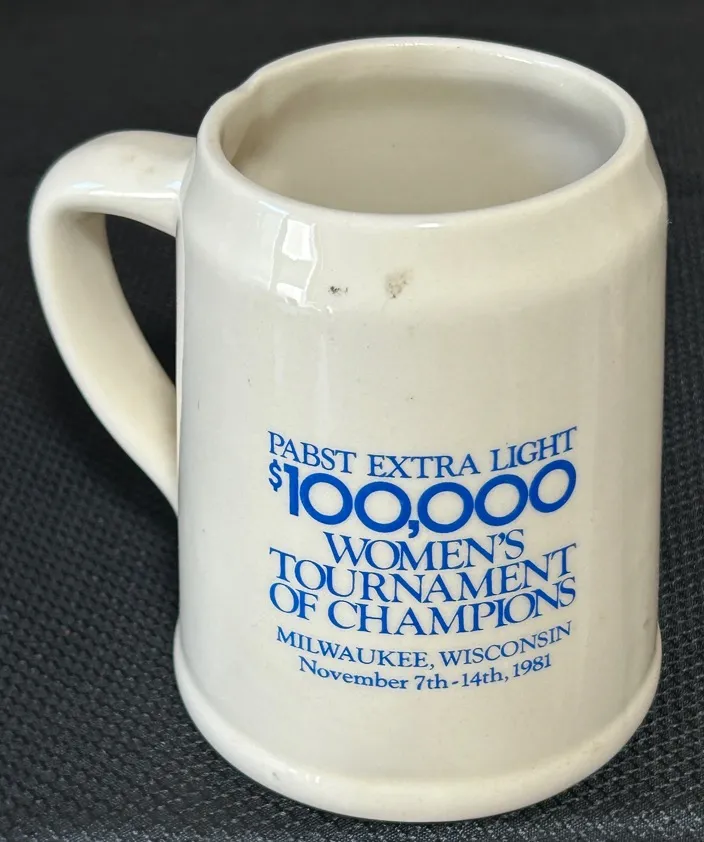 PABST EXTRA LIGHT
$100,000
WOMEN'S
TOURNAMENT
OF CHAMPIONS
MILWAUKEE, WISCONSIN
November 7th-14th, 1981